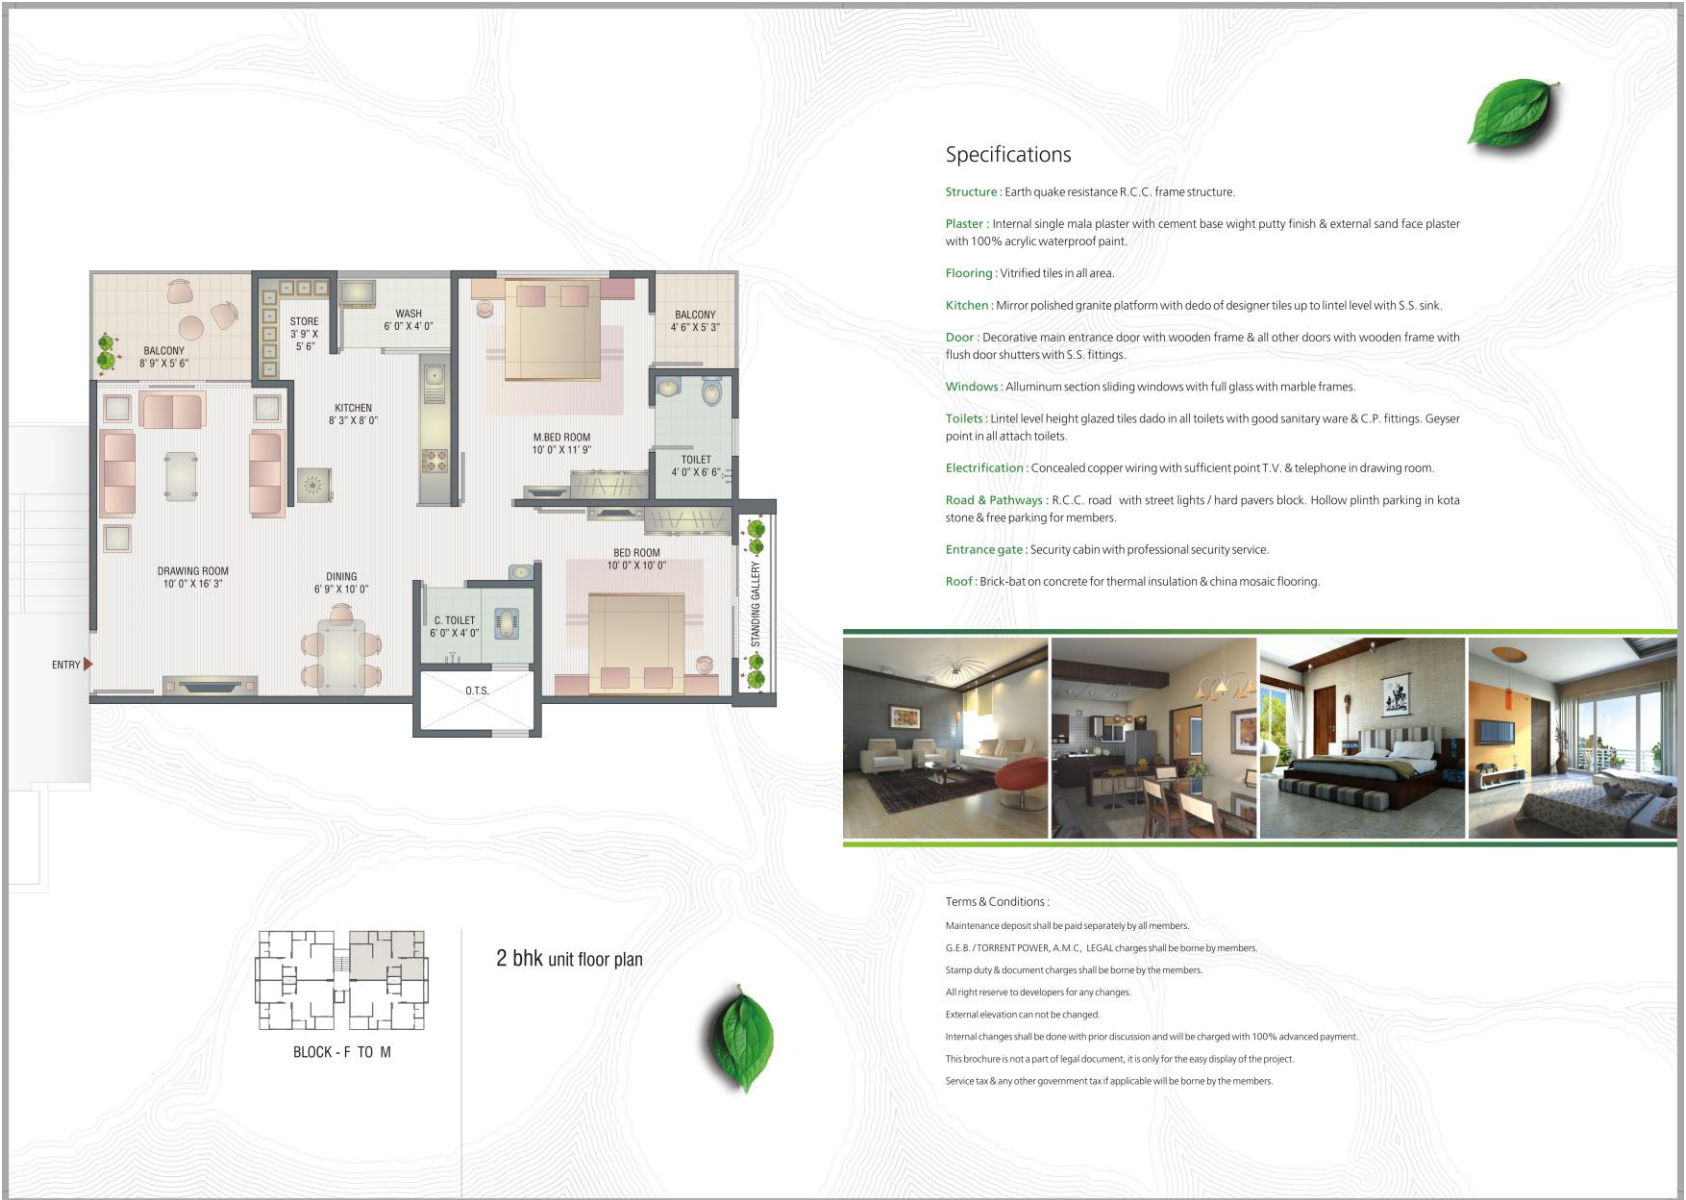 BALCONY
8' 9" X 5' 6"
STORE
3' 9" X
5' 6"
WASH
6' 0" X 4' 0"
BALCONY
4' 6" X 5' 3"
KITCHEN
8' 3" X 8' 0"
M.BED ROOM
10' 0" X 11' 9"
TOILET
4' 0" X 6' 6"
DRAWING ROOM
10' 0" X 16' 3"
DINING
6' 9" X 10' 0"
BED ROOM
10' 0" X 10' 0"
STANDING GALLERY
C. TOILET
6' 0" X 4' 0"
ENTRY
O.T.S.
BLOCK - F TO M
2 bhk unit floor plan
Specifications
Structure : Earth quake resistance R.C.C. frame structure.
Plaster : Internal single mala plaster with cement base wight putty finish & external sand face plaster
with 100% acrylic waterproof paint.
Flooring : Vitrified tiles in all area.
Kitchen : Mirror polished granite platform with dedo of designer tiles up to lintel level with S.S. sink.
Door : Decorative main entrance door with wooden frame & all other doors with wooden frame with
flush door shutters with S.S. fittings.
Windows : Alluminum section sliding windows with full glass with marble frames.
Toilets : Lintel level height glazed tiles dado in all toilets with good sanitary ware & C.P. fittings. Geyser
point in all attach toilets.
Electrification : Concealed copper wiring with sufficient point T.V. & telephone in drawing room.
Road & Pathways : R.C.C. road with street lights / hard pavers block. Hollow plinth parking in kota
stone & free parking for members.
Entrance gate : Security cabin with professional security service.
Roof : Brick-bat on concrete for thermal insulation & china mosaic flooring.
Terms & Conditions :
Maintenance deposit shall be paid separately by all members.
G.E.B. / TORRENT POWER, A.M.C, LEGAL charges shall be borne by members.
Stamp duty & document charges shall be borne by the members.
All right reserve to developers for any changes.
External elevation can not be changed.
Internal changes shall be done with prior discussion and will be charged with 100% advanced payment.
This brochure is not a part of legal document, it is only for the easy display of the project.
Service tax & any other government tax if applicable will be borne by the members.